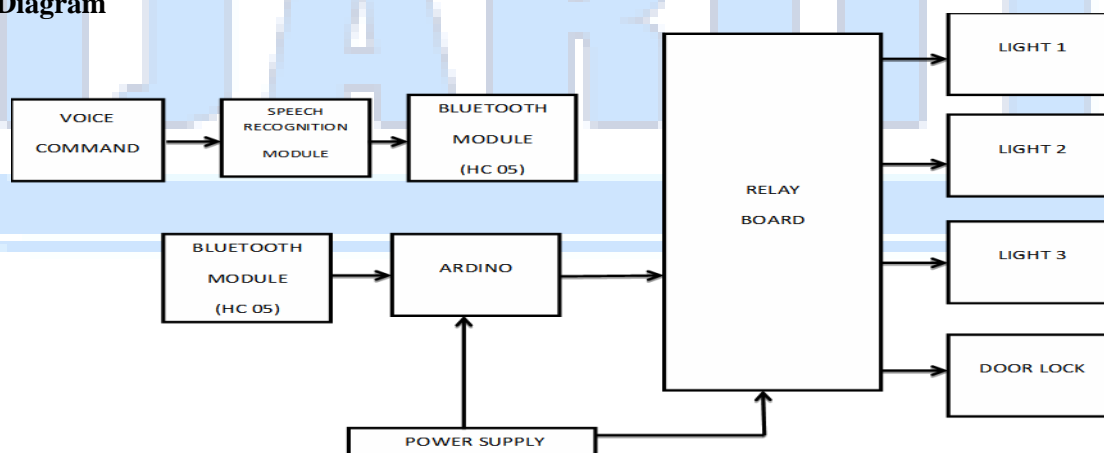 Diagram
VOICE
COMMAND
SPEECH
RECOGNITION
MODULE
BLUETOOTH
MODULE
(HC 05)
BLUETOOTH
MODULE
(HC 05)
ARDINO
POWER SUPPLY
RELAY
BOARD
LIGHT 1
LIGHT 2
LIGHT 3
DOOR LOCK